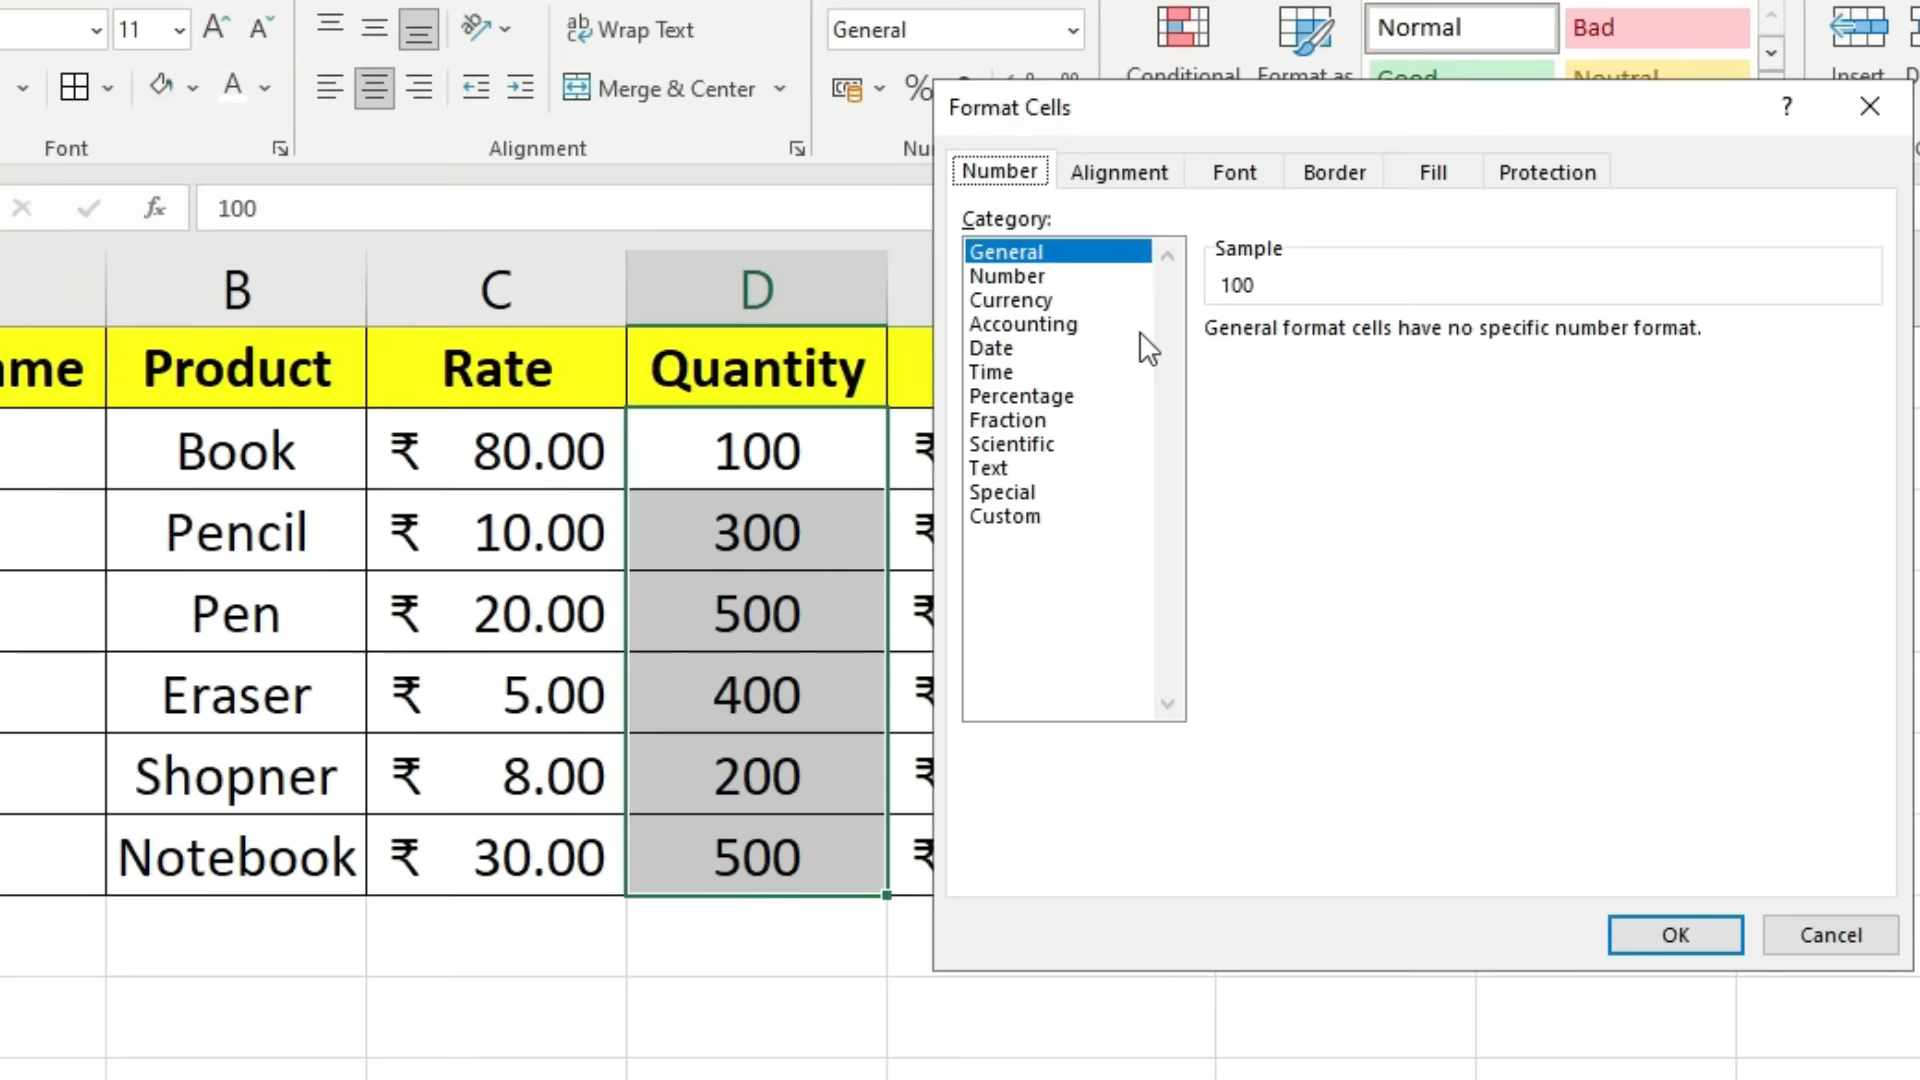 11
Wrap Text
General
Normal
Bad
Good
Neutral
Conditional
Format as
Insert
Merge & Center
%
Font
Alignment
Format Cells
?
Number
Alignment
Font
Border
Fill
Protection
fx
100
Category:
General
Number
Currency
Accounting
Date
Time
Percentage
Fraction
Scientific
Text
Special
Custom
Sample
100
General format cells have no specific number format.
B C D
Product Rate Quantity
Book ₹ 80.00 100 ₹
Pencil ₹ 10.00 300 ₹
Pen ₹ 20.00 500 ₹
Eraser ₹ 5.00 400 ₹
Shopner ₹ 8.00 200 ₹
Notebook ₹ 30.00 500 ₹
OK
Cancel